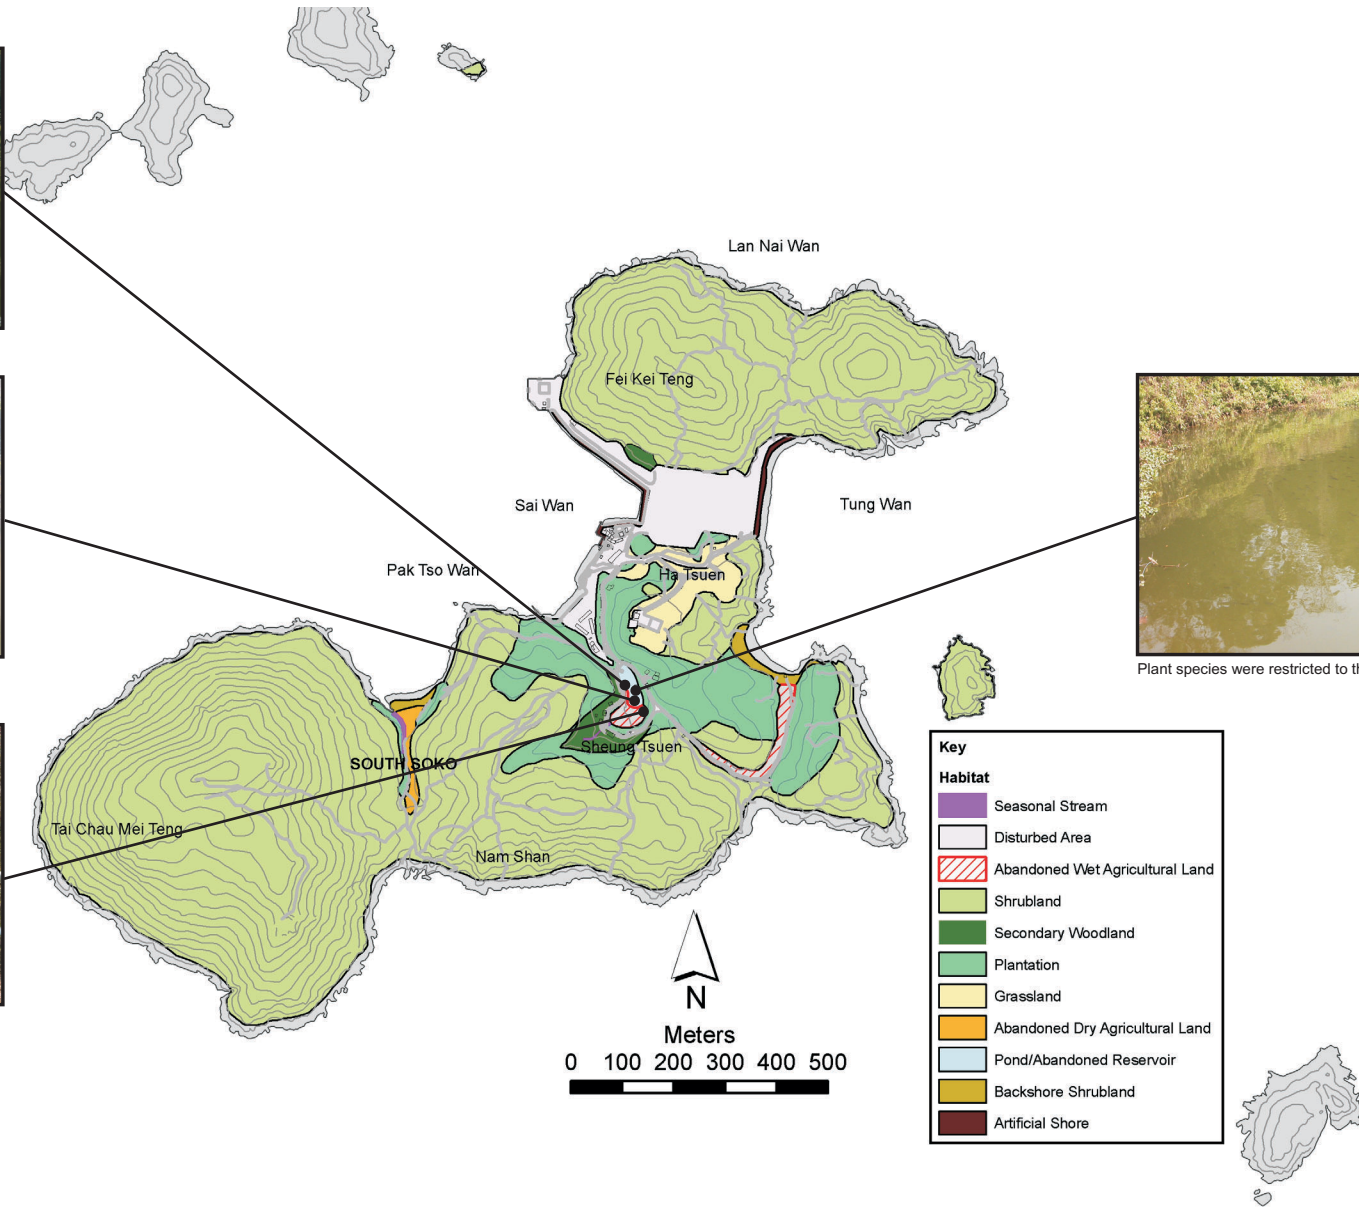 Lan Nai Wan
Fei Kei Teng
Sai Wan
Tung Wan
Pak Tso Wan
Ha Tsuen
Plant species were restricted to th
Sheung Tsuen
SOUTH SOKO
Tai Chau Mei Teng
Nam Shan
N
Meters
0 100 200 300 400 500
Key
Habitat
Seasonal Stream
Disturbed Area
Abandoned Wet Agricultural Land
Shrubland
Secondary Woodland
Plantation
Grassland
Abandoned Dry Agricultural Land
Pond/Abandoned Reservoir
Backshore Shrubland
Artificial Shore